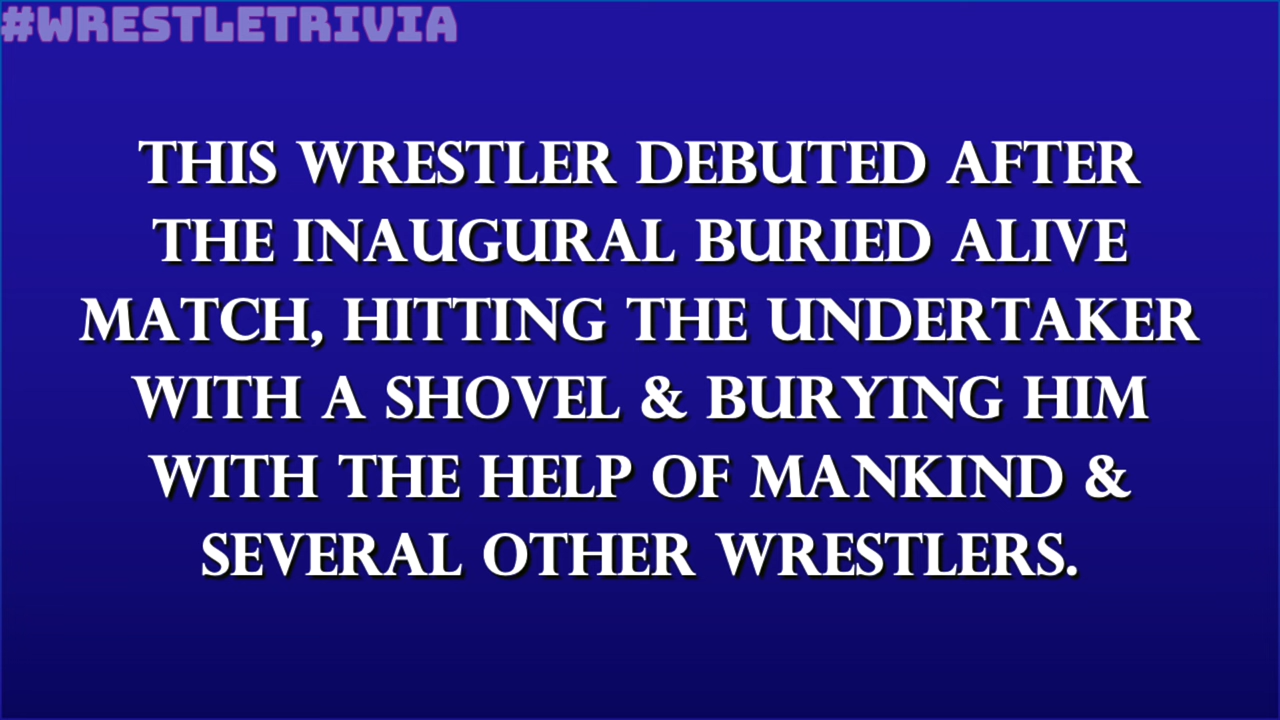 #WRESTLETRIVIA
THIS WRESTLER DEBUTED AFTER
THE INAUGURAL BURIED ALIVE
MATCH, HITTING THE UNDERTAKER
WITH A SHOVEL & BURYING HIM
WITH THE HELP OF MANKIND &
SEVERAL OTHER WRESTLERS.